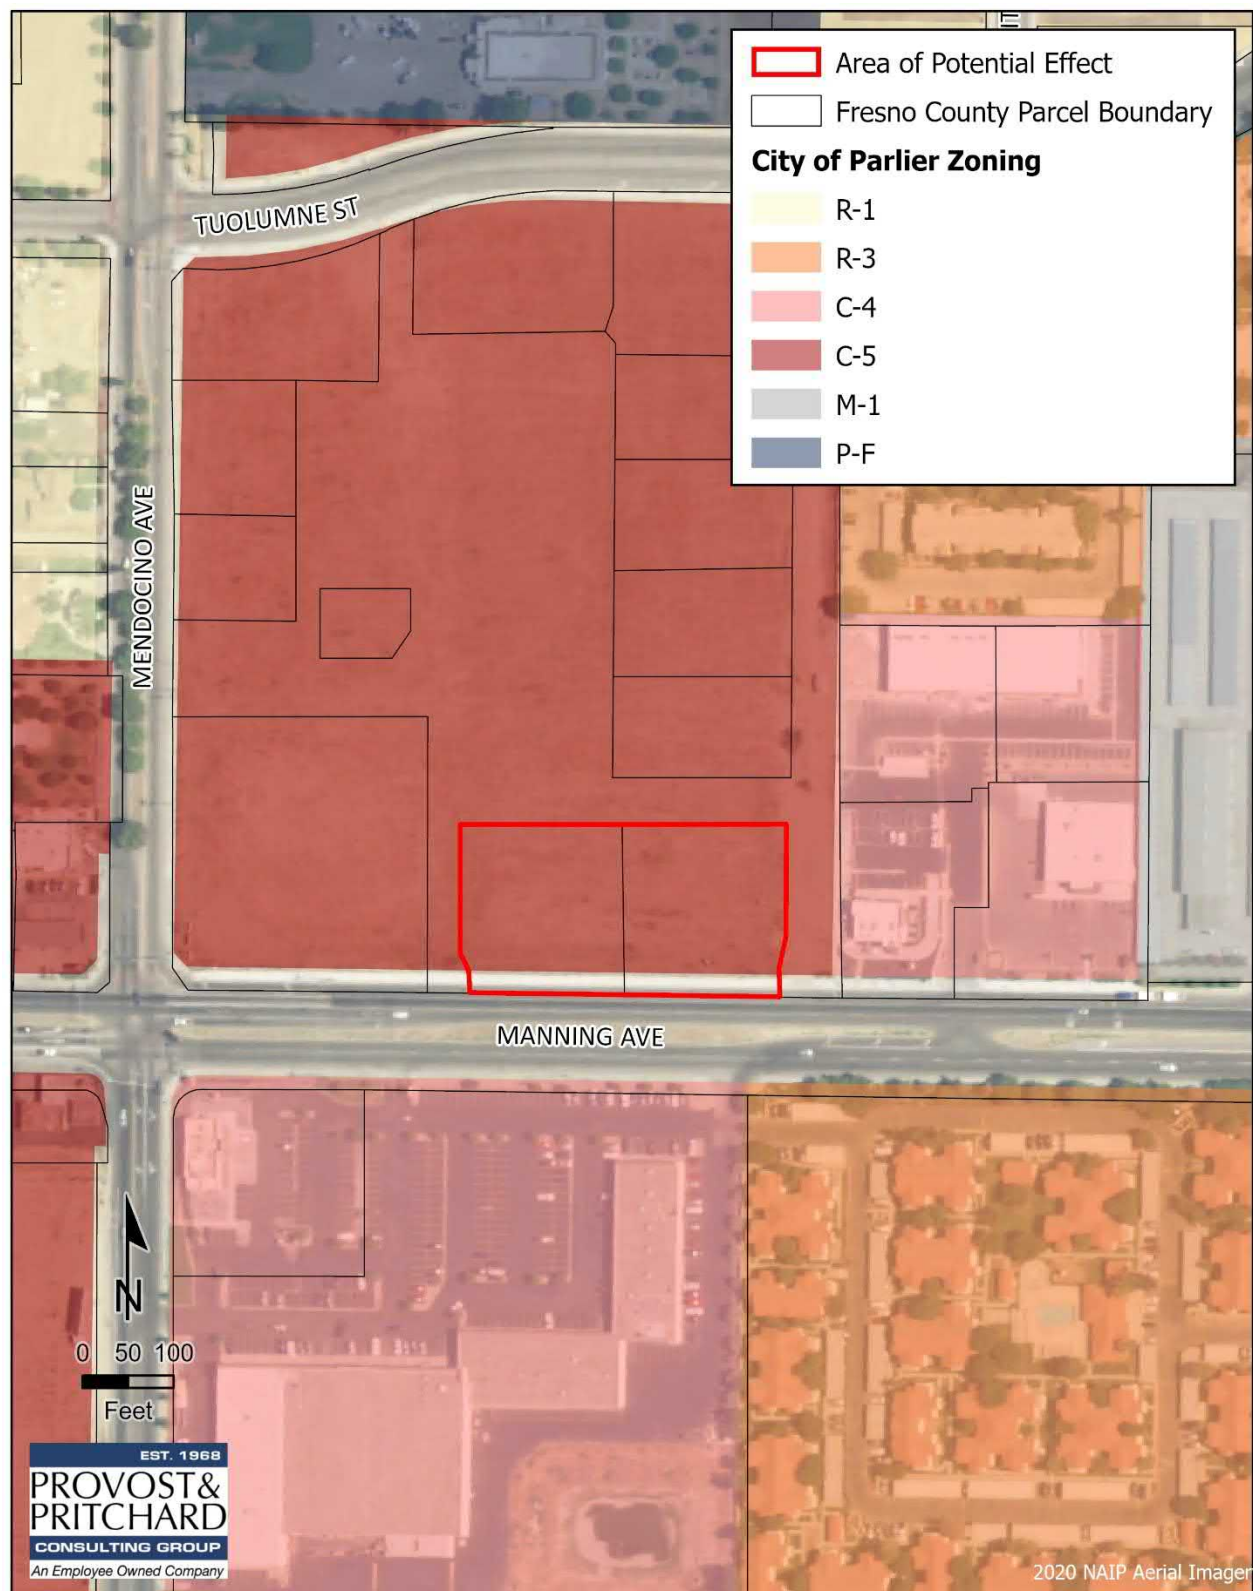 Area of Potential Effect
Fresno County Parcel Boundary
City of Parlier Zoning
R-1
R-3
C-4
C-5
M-1
P-F
TUOLUMNE ST
MENDOCINO AVE
MANNING AVE
N
0 50 100
Feet
EST. 1968
PROVOST&
PRITCHARD
CONSULTING GROUP
An Employee Owned Company
2020 NAIP Aerial Imager